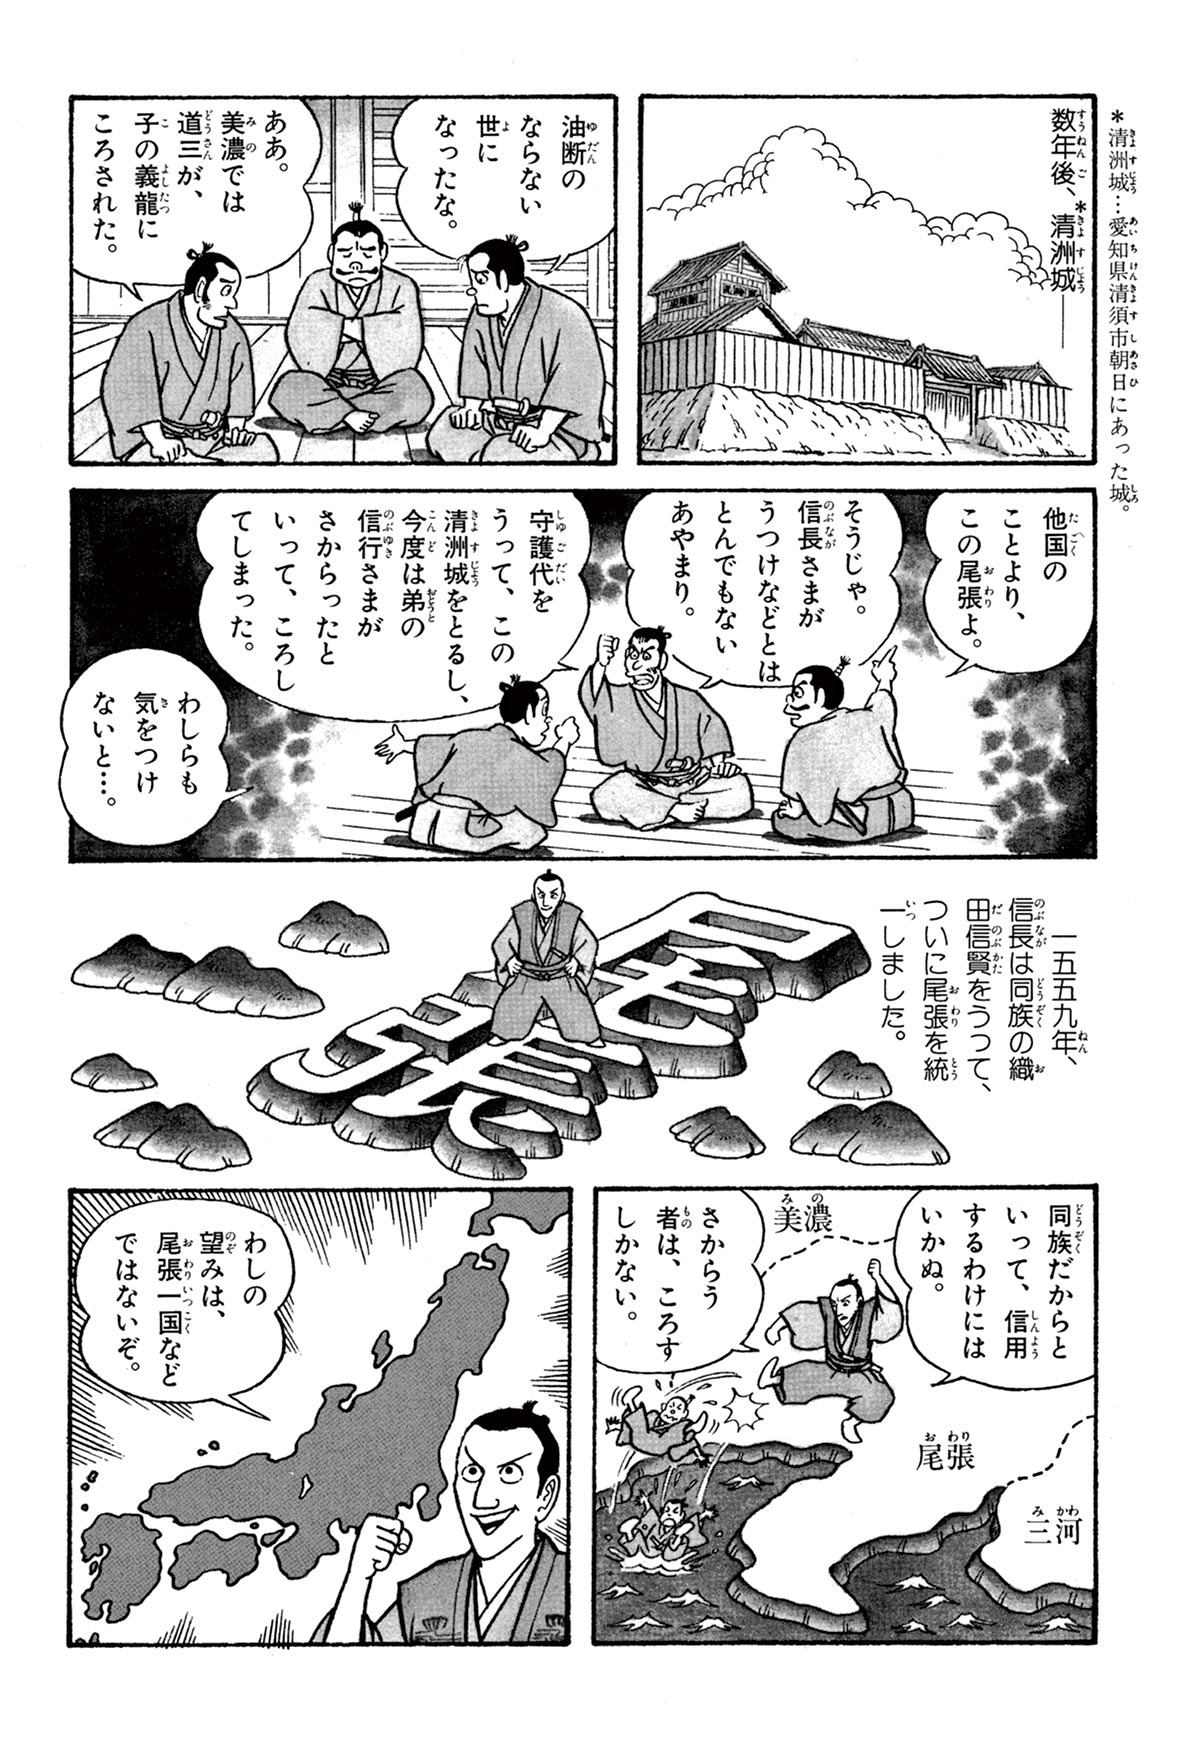 ＊清洲城…愛知県清須市朝日にあった城。
数年後、＊清洲城――
油断の
ならない
世に
なったな。
ああ。
美濃では
道三が、
子の義龍に
ころされた。
他国の
ことより、
この尾張よ。
そうじゃ。
信長さまが
うつけなどとは
とんでもない
あやまり。
守護代を
うって、この
清洲城をとるし、
今度は弟の
信行さまが
さからったと
いって、ころし
てしまった。
わしらも
気をつけ
ないと…。
一五五九年、
信長は同族の織
田信賢をうって、
ついに尾張を統
一しました。
尾張
同族だからと
いって、信用
するわけには
いかぬ。
さからう
者は、ころす
しかない。
美濃
尾張
三河
わしの
望みは、
尾張一国など
ではないぞ。